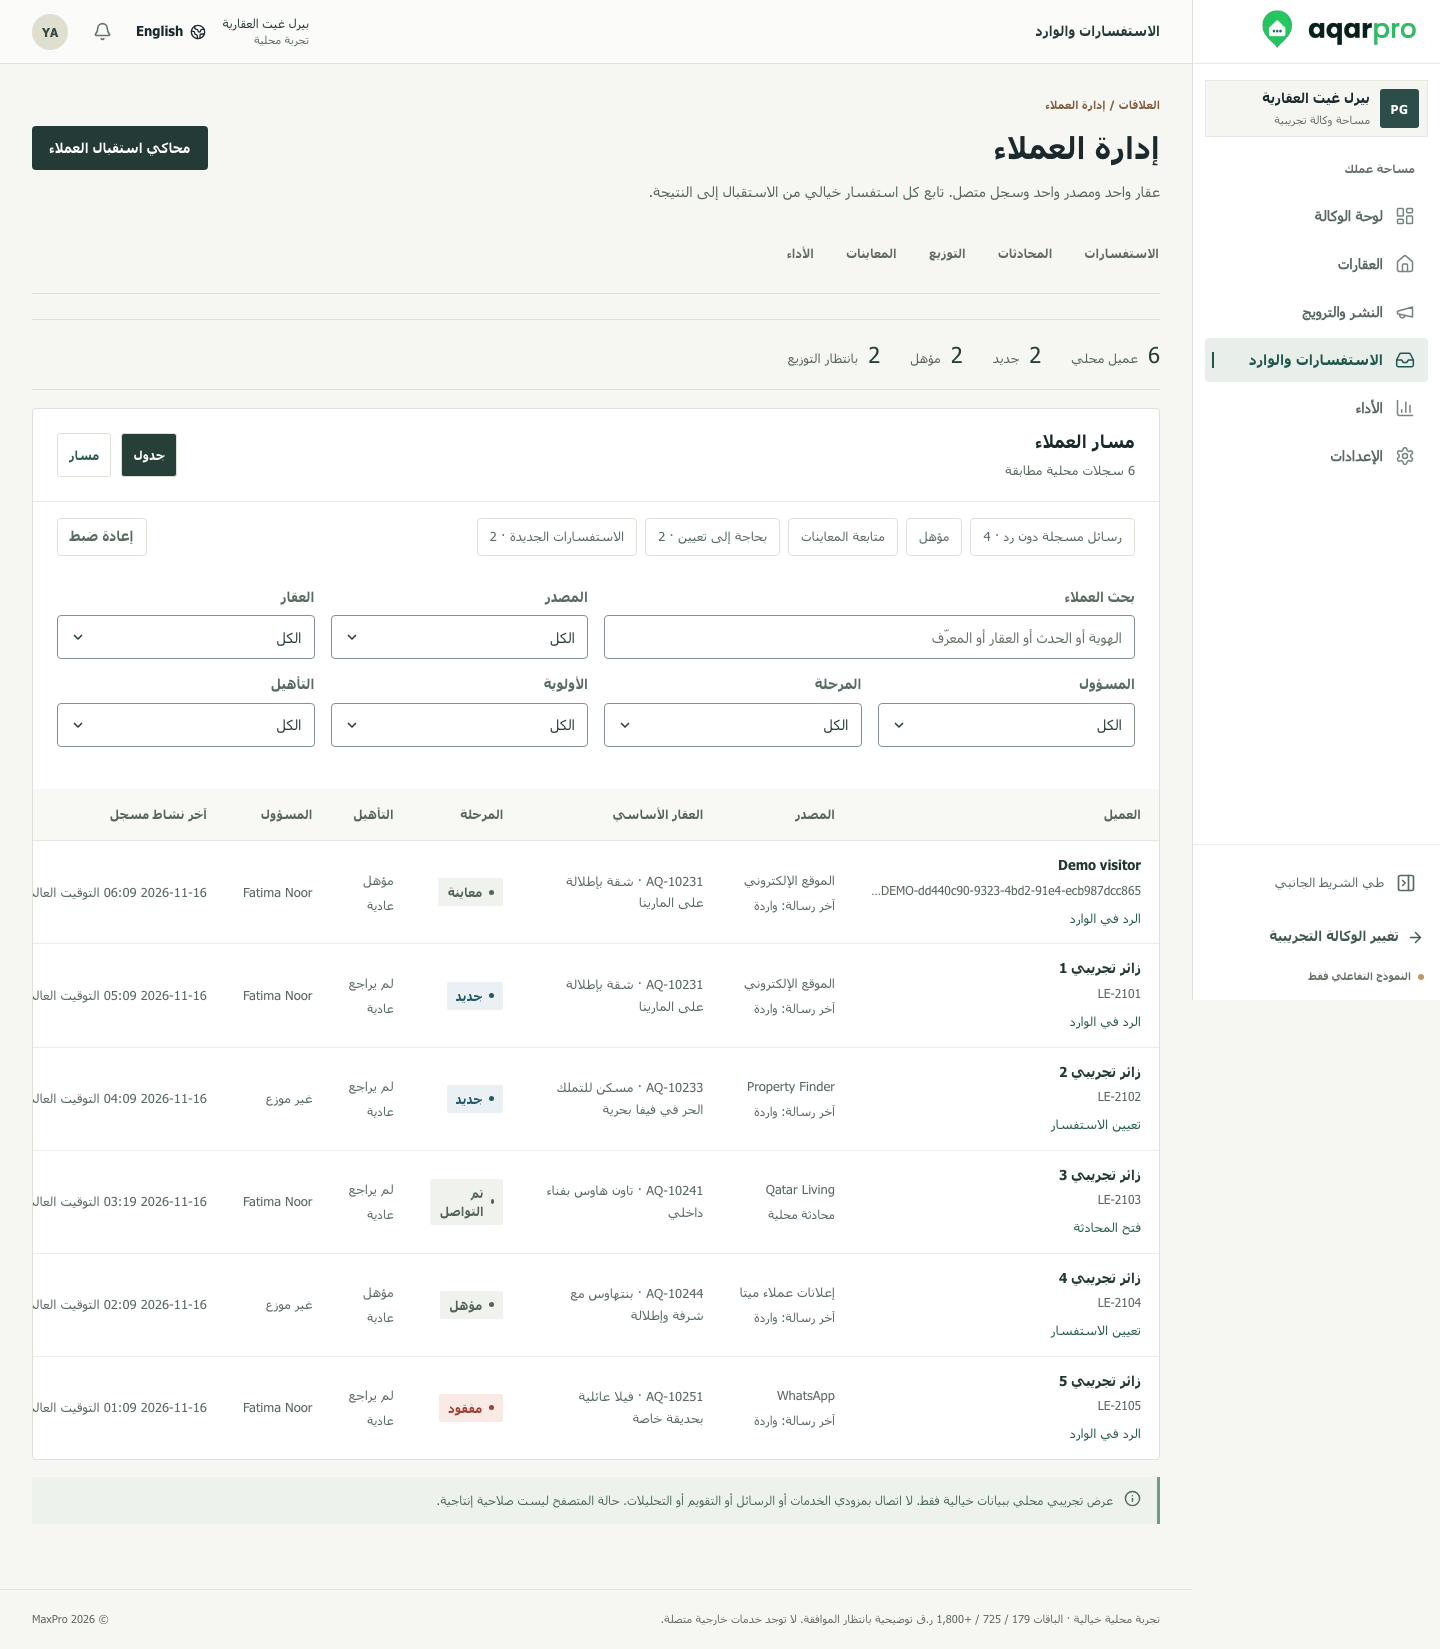 aqarpro
PG
بيرل غيت العقارية
مساحة وكالة تجريبية
مساحة عملك
لوحة الوكالة
العقارات
النشر والترويج
الاستفسارات والوارد
الأداء
الإعدادات
طي الشريط الجانبي
تغيير الوكالة التجريبية
النموذج التفاعلي فقط
الاستفسارات والوارد
بيرل غيت العقارية
تجربة محلية
English
YA
العلاقات / إدارة العملاء
إدارة العملاء
عقار واحد ومصدر واحد وسجل متصل. تابع كل استفسار خيالي من الاستقبال إلى النتيجة.
محاكي استقبال العملاء
الاستفسارات المحادثات التوزيع المعاينات الأداء
6 عميل محلي 2 جديد 2 مؤهل 2 بانتظار التوزيع
مسار العملاء
6 سجلات محلية مطابقة
جدول مسار
رسائل مسجلة دون رد · 4 مؤهل متابعة المعاينات بحاجة إلى تعيين · 2 الاستفسارات الجديدة · 2 إعادة ضبط
بحث العملاء المصدر العقار
الهوية أو الحدث أو العقار أو المعرّف الكل الكل
المسؤول المرحلة الأولوية التأهيل
الكل الكل الكل الكل
العميل المصدر العقار الأساسي المرحلة التأهيل المسؤول آخر نشاط مسجل
Demo visitor
DEMO-dd440c90-9323-4bd2-91e4-ecb987dcc865...
الرد في الوارد
الموقع الإلكتروني
آخر رسالة: واردة
AQ-10231 · شقة بإطلالة
على المارينا
معاينة
مؤهل
عادية
Fatima Noor
2026-11-16 06:09 التوقيت
زائر تجريبي 1
LE-2101
الرد في الوارد
الموقع الإلكتروني
آخر رسالة: واردة
AQ-10231 · شقة بإطلالة
على المارينا
جديد
لم يراجع
عادية
Fatima Noor
2026-11-16 05:09 التوقيت
زائر تجريبي 2
LE-2102
تعيين الاستفسار
Property Finder
آخر رسالة: واردة
AQ-10233 · مسكن للتملك
الحر في فيفا بحرية
جديد
لم يراجع
عادية
غير موزع
2026-11-16 04:09 التوقيت
زائر تجريبي 3
LE-2103
فتح المحادثة
Qatar Living
محادثة محلية
AQ-10241 · تاون هاوس بفناء
داخلي
تم
التواصل
لم يراجع
عادية
Fatima Noor
2026-11-16 03:19 التوقيت
زائر تجريبي 4
LE-2104
تعيين الاستفسار
إعلانات عملاء ميتا
آخر رسالة: واردة
AQ-10244 · بنتهاوس مع
شرفة وإطلالة
مؤهل
مؤهل
عادية
غير موزع
2026-11-16 02:09 التوقيت
زائر تجريبي 5
LE-2105
الرد في الوارد
WhatsApp
آخر رسالة: واردة
AQ-10251 · فيلا عائلية
بحديقة خاصة
مفقود
لم يراجع
عادية
Fatima Noor
2026-11-16 01:09 التوقيت
عرض تجريبي محلي ببيانات خيالية فقط. لا اتصال بمزودي الخدمات أو الرسائل أو التقويم أو التحليلات. حالة المتصفح ليست صلاحية إنتاجية.
تجربة محلية خيالية · الباقات 179 / 725 / +1,800 ر.ق توضيحية بانتظار الموافقة. لا توجد خدمات خارجية متصلة.
© 2026 MaxPro